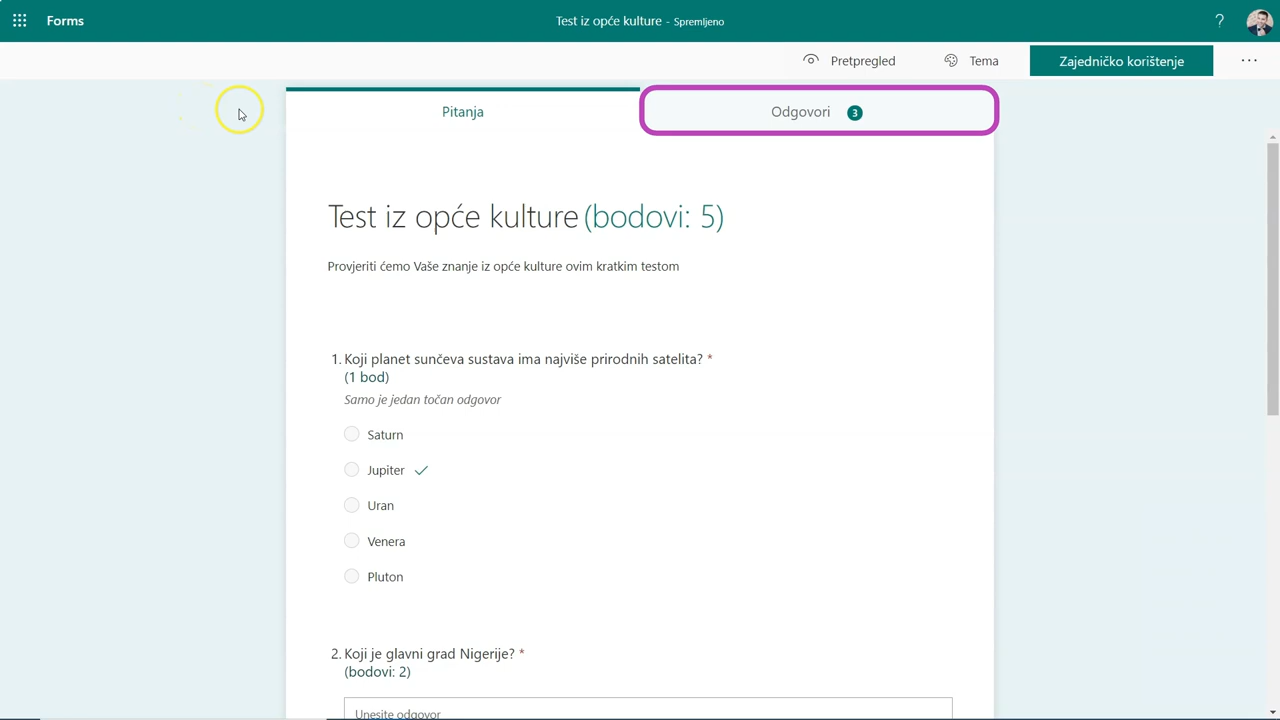 Forms
Test iz opće kulture - Spremljeno
?
Pretpregled
Tema
Zajedničko korištenje
...
Pitanja
Odgovori 3
Test iz opće kulture (bodovi: 5)
Provjeriti ćemo Vaše znanje iz opće kulture ovim kratkim testom
1. Koji planet sunčeva sustava ima najviše prirodnih satelita? *
(1 bod)
Samo je jedan točan odgovor
Saturn
Jupiter
Uran
Venera
Pluton
2. Koji je glavni grad Nigerije? *
(bodovi: 2)
Unesite odgovor